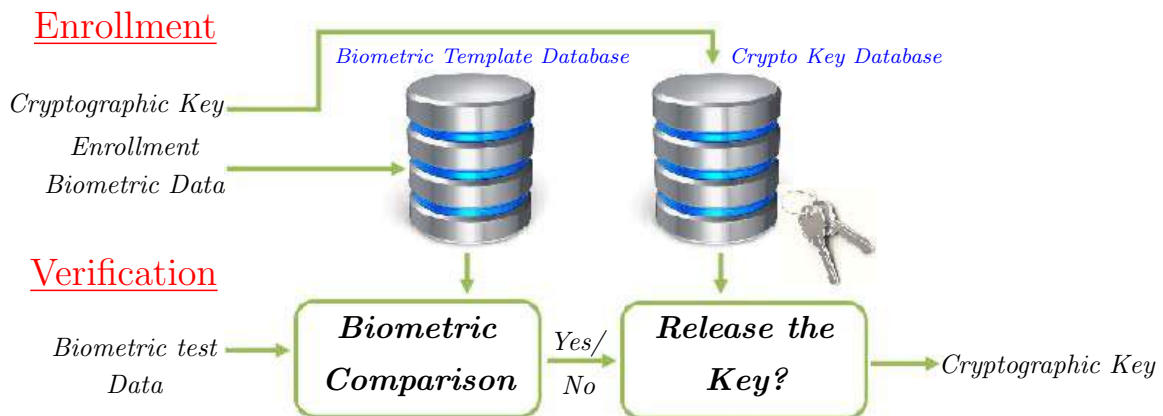 Enrollment
Biometric Template Database
Crypto Key Database
Cryptographic Key
Enrollment
Biometric Data
Verification
Biometric test
Data
Biometric
Comparison
Yes/
No
Release the
Key?
Cryptographic Key